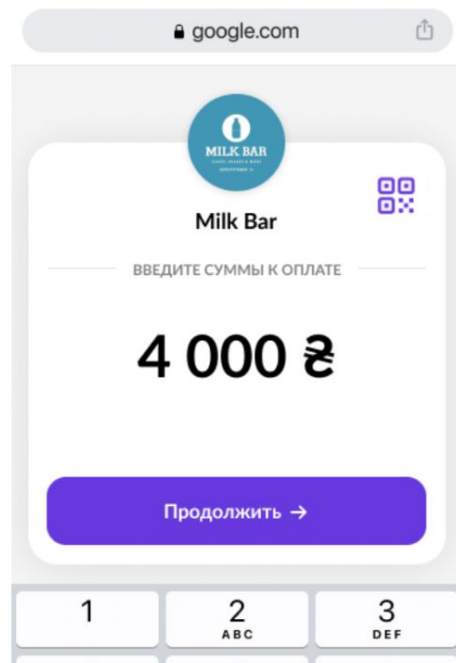 google.com
MILK BAR
Milk Bar
ВВЕДИТЕ СУММЫ К ОПЛАТЕ
4 000 ₴
Продолжить →
1
2
3
ABC
DEF